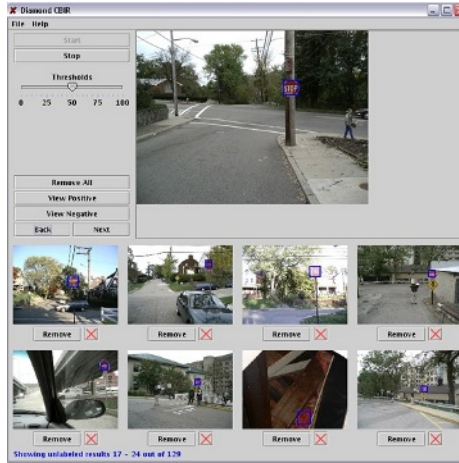 Diamond CBIR
File Help
Start
Stop
Thresholds
0 25 50 75 100
Remove All
View Positive
View Negative
Back Next
STOP
Remove Remove Remove Remove
Remove Remove Remove Remove
Showing unlabeled results 17 - 24 out of 129